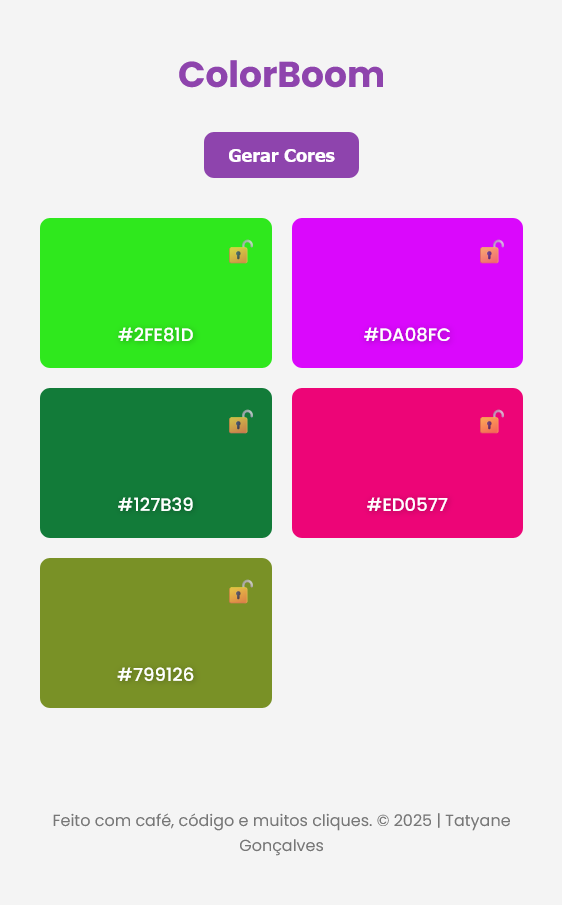 ColorBoom
Gerar Cores
#2FE81D
#DA08FC
#127B39
#ED0577
#799126
Feito com café, código e muitos cliques. © 2025 | Tatyane
Gonçalves